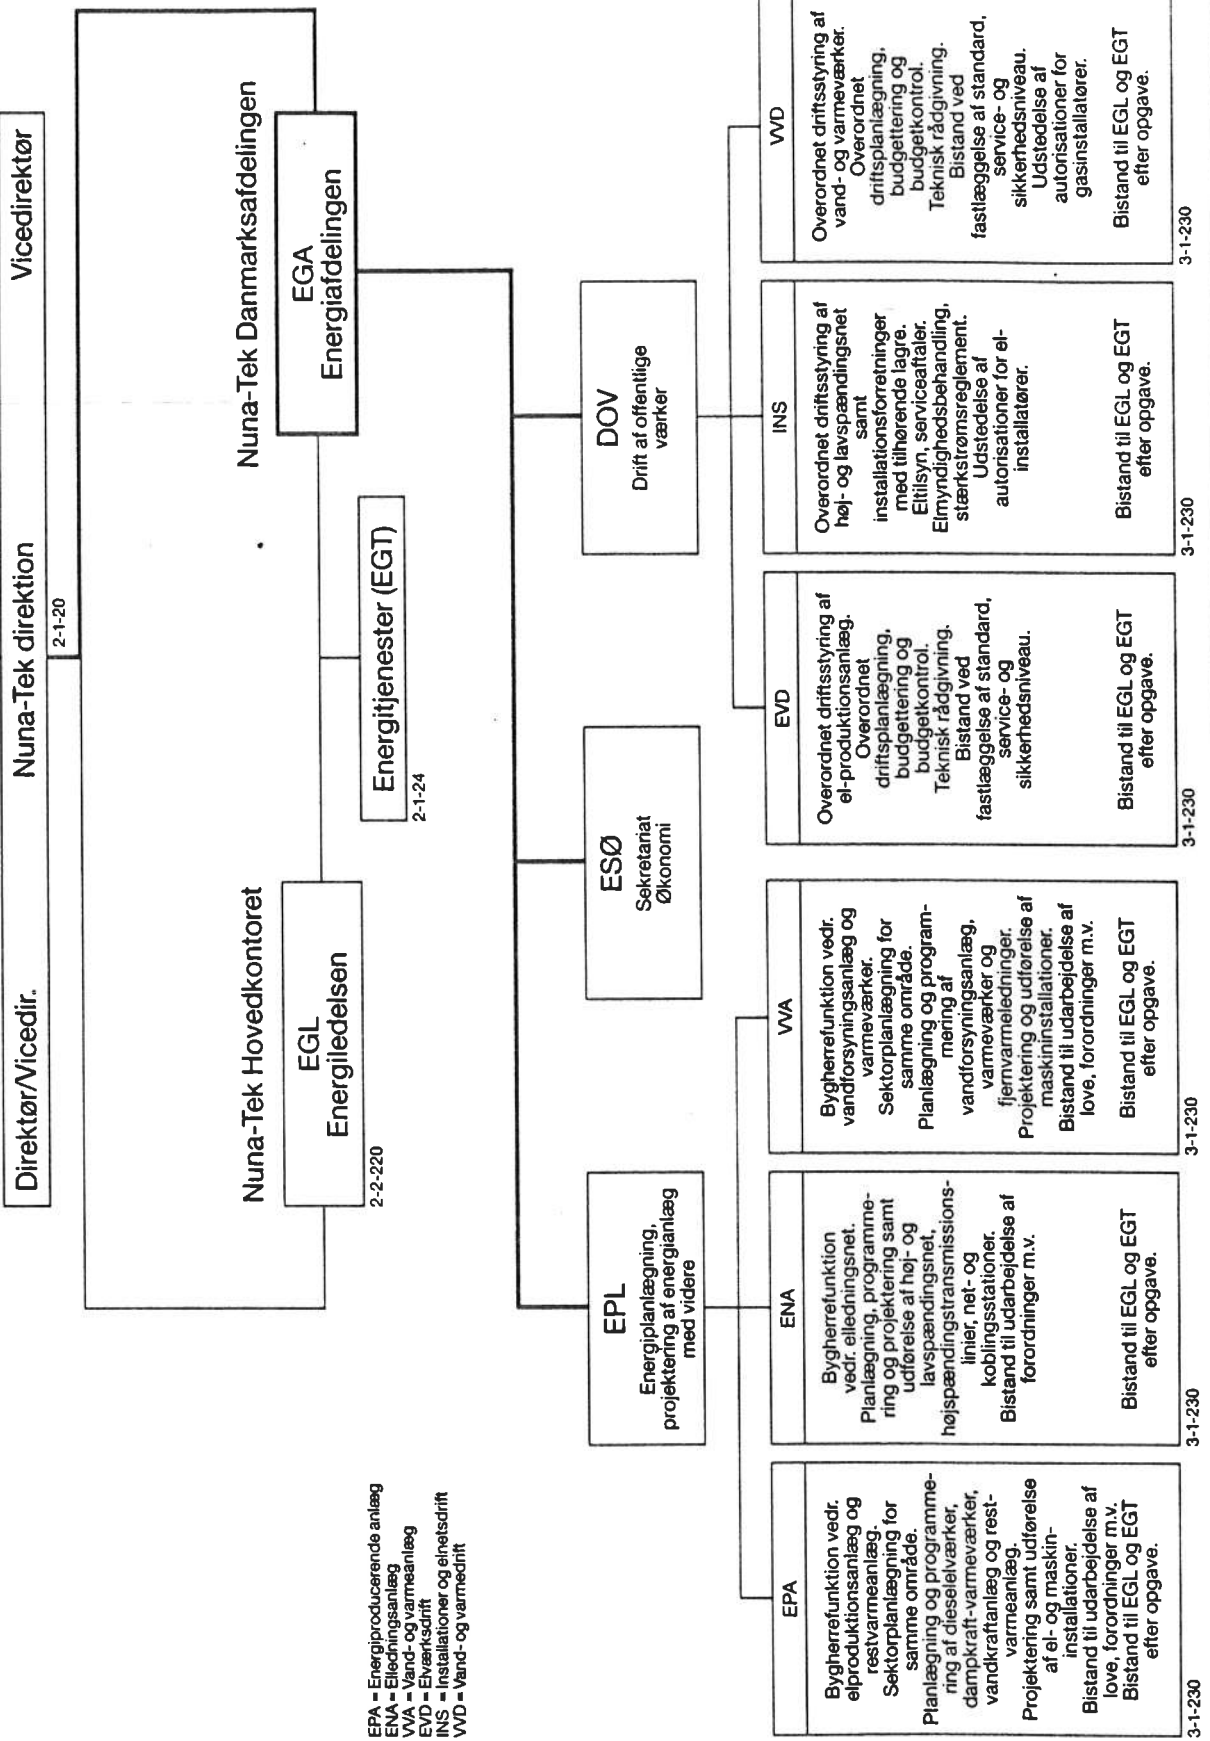 Direktør/Vicedir.
Nuna-Tek direktion
Vicedirektør
2-1-20
Nuna-Tek Hovedkontoret
Nuna-Tek Danmarksafdelingen
EGL
Energiledelsen
2-2-220
EGA
Energiafdelingen
Energitjenester (EGT)
2-1-24
EPA = Energiproducerende anlæg
ENA = Elledningsanlæg
VVA = Vand- og varmeanlæg
EVD = Elværksdrift
INS = Installationer og elnetsdrift
VVD = Vand- og varmedrift
EPL
Energiplanlægning,
projektering af energianlæg
med videre
ESØ
Sekretariat
Økonomi
DOV
Drift af offentlige
værker
EPA
Bygherrefunktion vedr.
elproduktionsanlæg og
restvarmeanlæg.
Sektorplanlægning for
samme område.
Planlægning og programme-
ring af dieselelværker,
dampkraft-varmeværker,
vandkraftanlæg og rest-
varmeanlæg.
Projektering samt udførelse
af el- og maskin-
installationer.
Bistand til udarbejdelse af
love, forordninger m.v.
Bistand til EGL og EGT
efter opgave.
3-1-230
ENA
Bygherrefunktion
vedr. elledningsnet.
Planlægning, programme-
ring og projektering samt
udførelse af høj- og
lavspændingsnet,
højspændingstransmissions-
linier, net- og
koblingsstationer.
Bistand til udarbejdelse af
forordninger m.v.
Bistand til EGL og EGT
efter opgave.
3-1-230
VVA
Bygherrefunktion vedr.
vandforsyningsanlæg og
varmeværker.
Sektorplanlægning for
samme område.
Planlægning og program-
mering af
vandforsyningsanlæg,
varmeværker og
fjernvarmeledninger.
Projektering og udførelse af
maskininstallationer.
Bistand til udarbejdelse af
love, forordninger m.v.
Bistand til EGL og EGT
efter opgave.
3-1-230
EVD
Overordnet driftsstyring af
el-produktionsanlæg.
Overordnet
driftsplanlægning,
budgettering og
budgetkontrol.
Teknisk rådgivning.
Bistand ved
fastlæggelse af standard,
service- og
sikkerhedsniveau.
Bistand til EGL og EGT
efter opgave.
3-1-230
INS
Overordnet driftsstyring af
høj- og lavspændingsnet
samt
installationsforretninger
med tilhørende lagre.
Eltilsyn, serviceaftaler.
Elmyndighedsbehandling,
stærkstrømsreglement.
Udstedelse af
autorisationer for el-
installatører.
Bistand til EGL og EGT
efter opgave.
3-1-230
VVD
Overordnet driftsstyring af
vand- og varmeværker.
Overordnet
driftsplanlægning,
budgettering og
budgetkontrol.
Teknisk rådgivning.
Bistand ved
fastlæggelse af standard,
service- og
sikkerhedsniveau.
Udstedelse af
autorisationer for
gasinstallatører.
Bistand til EGL og EGT
efter opgave.
3-1-230